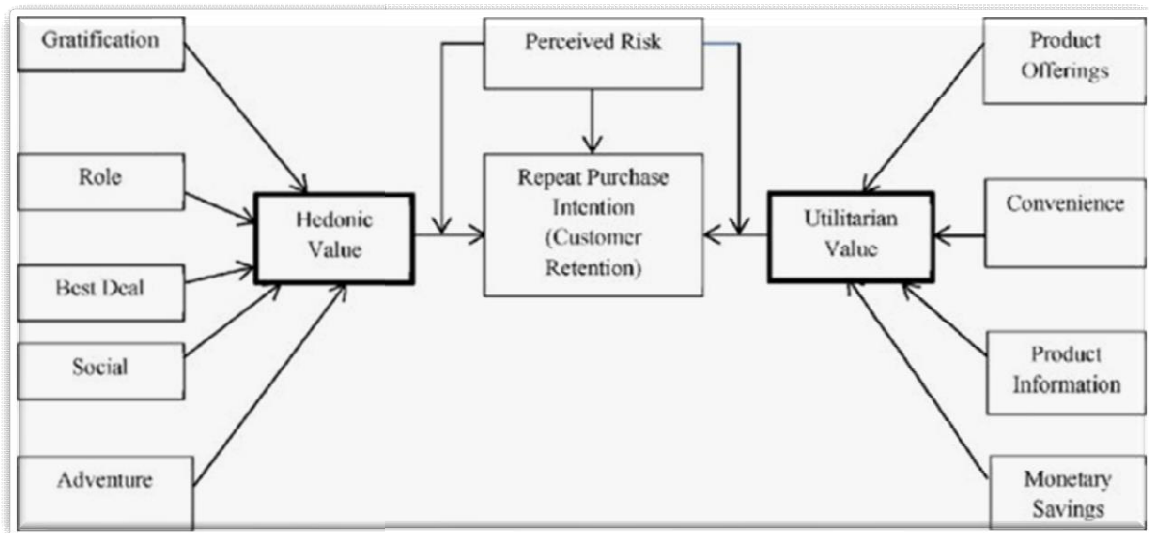 Gratification
Perceived Risk
Product
Offerings
Role
Repeat Purchase
Intention
(Customer
Retention)
Hedonic
Value
Utilitarian
Value
Convenience
Best Deal
Social
Product
Information
Adventure
Monetary
Savings